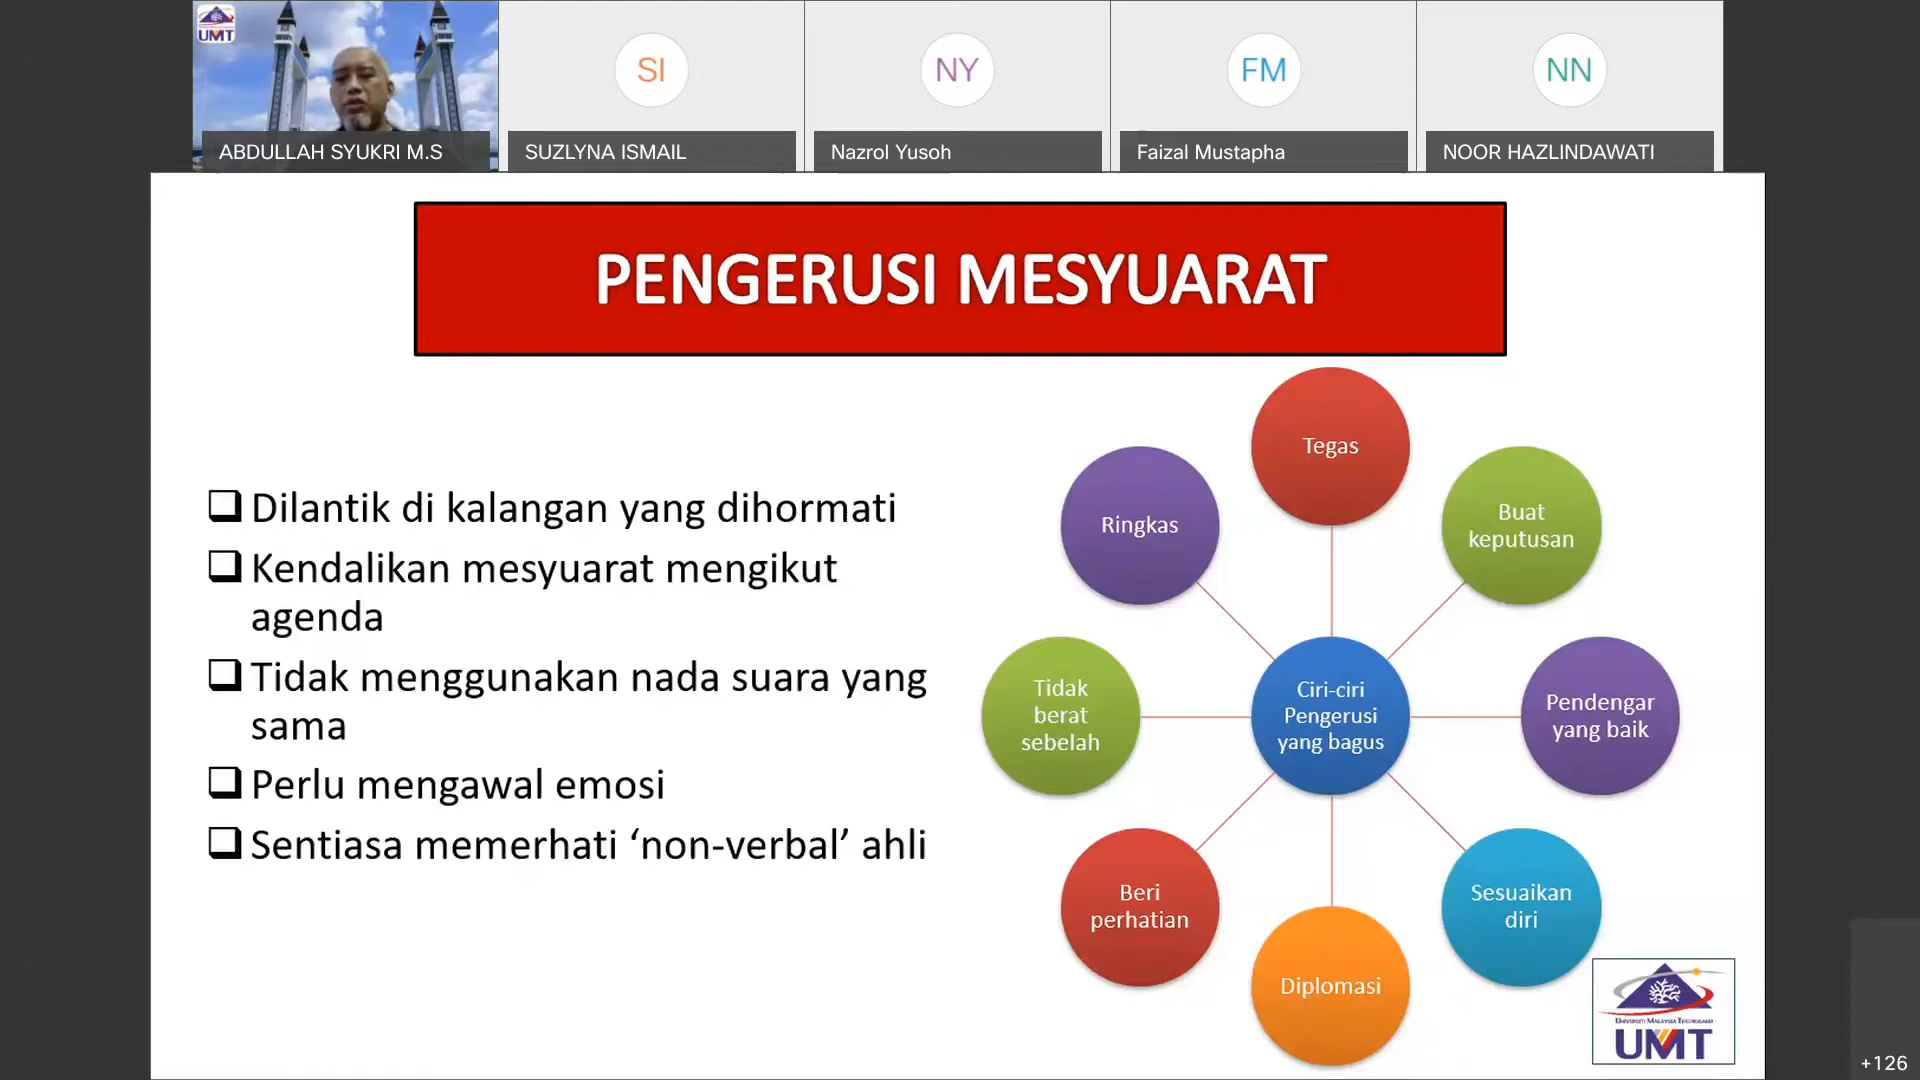 UMT
SI
NY
FM
NN
ABDULLAH SYUKRI M.S
SUZLYNA ISMAIL
Nazrol Yusoh
Faizal Mustapha
NOOR HAZLINDAWATI
PENGERUSI MESYUARAT
Dilantik di kalangan yang dihormati
Kendalikan mesyuarat mengikut
agenda
Tidak menggunakan nada suara yang
sama
Perlu mengawal emosi
Sentiasa memerhati ‘non-verbal’ ahli
Tegas
Buat
keputusan
Pendengar
yang baik
Sesuaikan
diri
Diplomasi
Beri
perhatian
Tidak
berat
sebelah
Ringkas
Ciri-ciri
Pengerusi
yang bagus
UNIVERSITI MALAYSIA TERENGGANU
UMT
+126